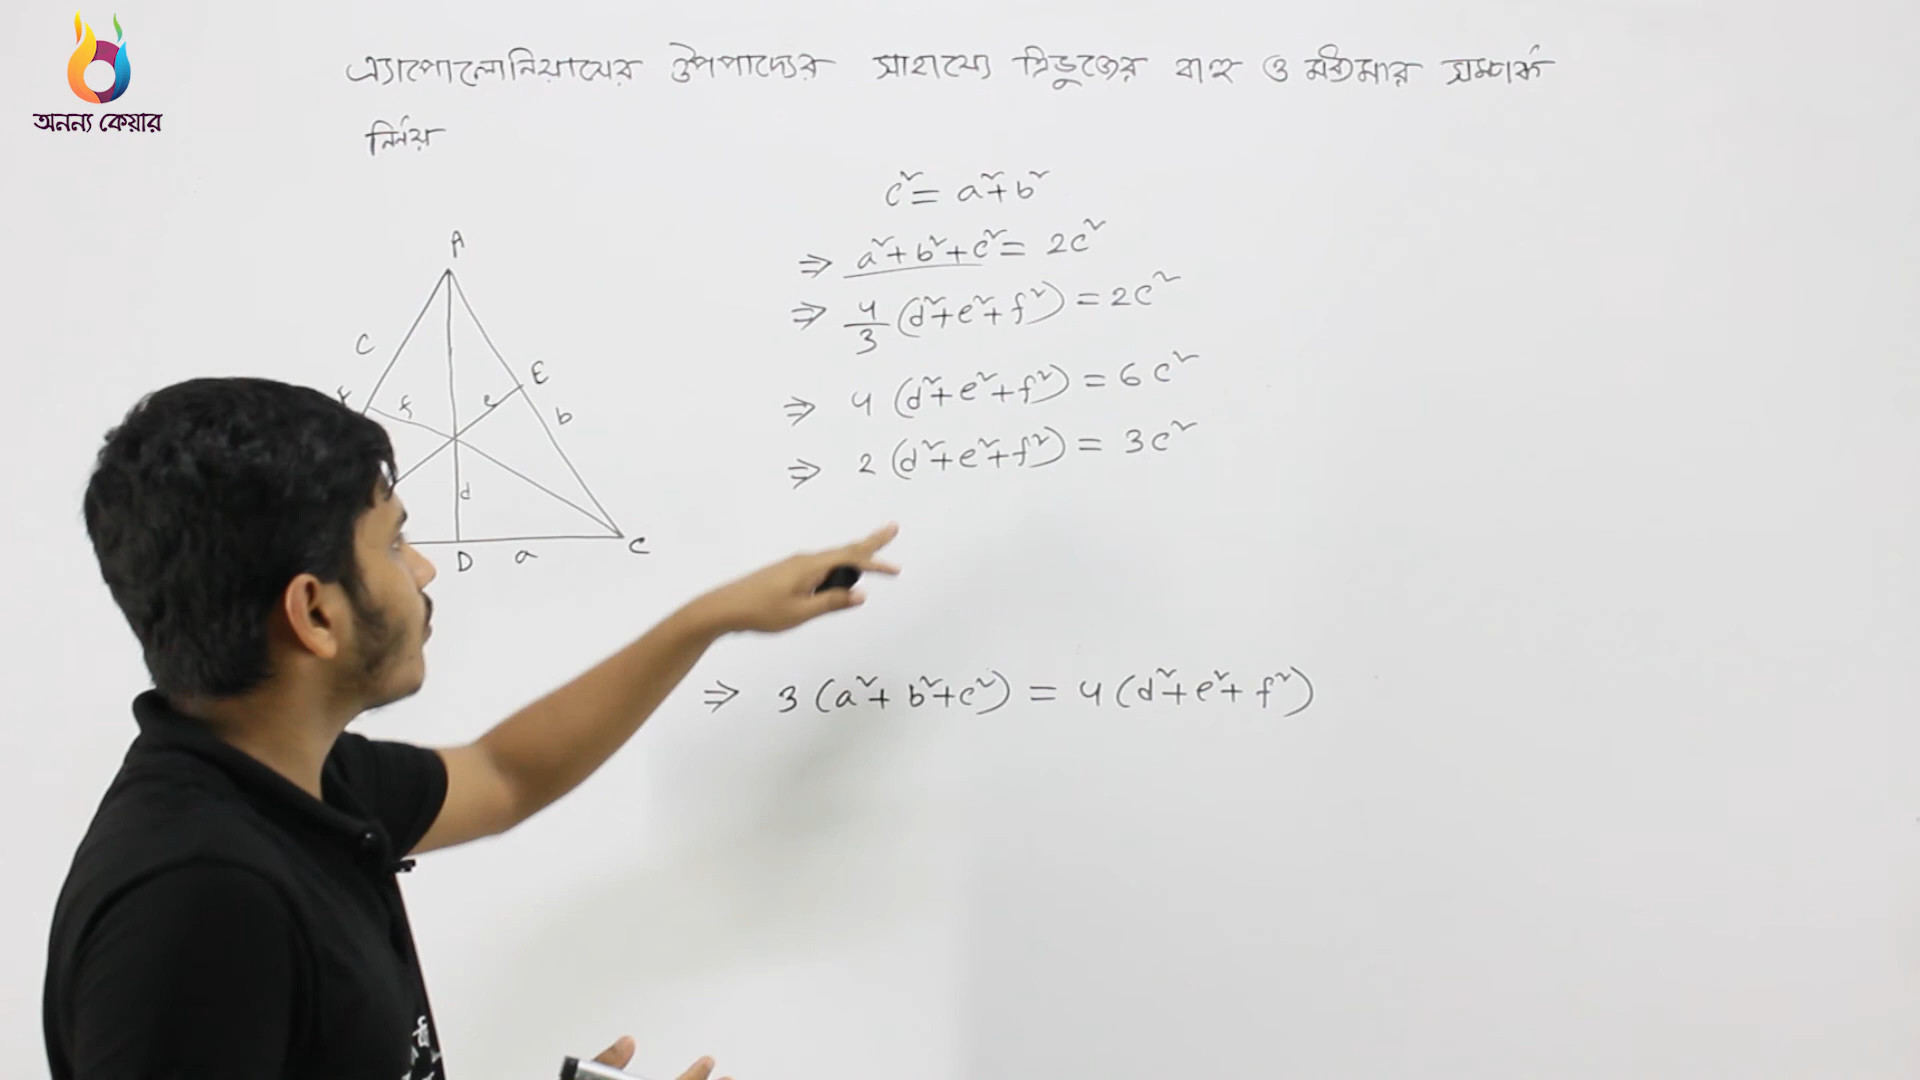 অনন্য কেয়ার
এ্যাপোলোনিয়াসের উপপাদ্যের সাহায্যে ত্রিভুজের বাহু ও মধ্যমার সম্পর্ক
নির্নয়
c² = a²+b²
⇒ a²+b²+c² = 2c²
⇒ 4/3 (d²+e²+f²) = 2c²
⇒ 4 (d²+e²+f²) = 6c²
⇒ 2 (d²+e²+f²) = 3c²
⇒ 3 (a²+b²+c²) = 4 (d²+e²+f²)
A
c
E
F
f
e
b
d
D
a
C